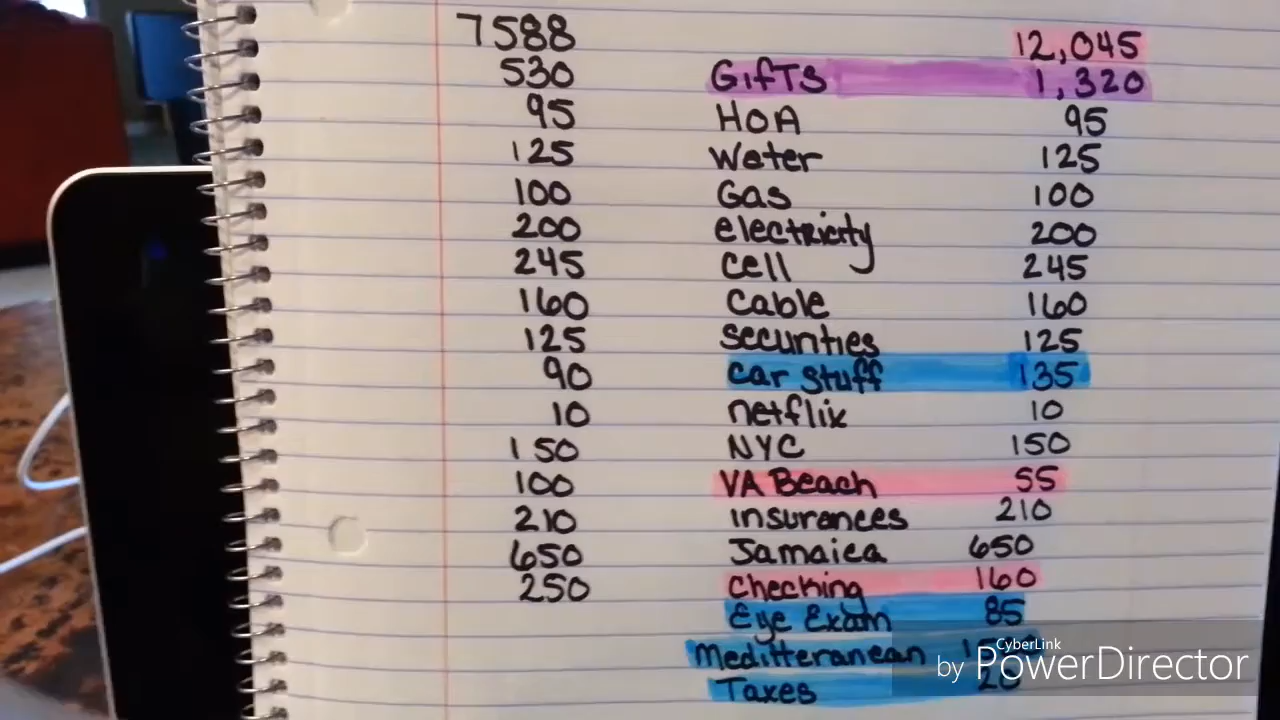 7588 12,045
530 Gifts 1,320
95 HOA 95
125 Water 125
100 Gas 100
200 electricity 200
245 Cell 245
160 Cable 160
125 Securities 125
90 car stuff 135
10 netflix 10
150 NYC 150
100 VA Beach 55
210 insurances 210
650 Jamaica 650
250 Checking 160
Eye Exam 85
Meditteranean
Taxes 20
CyberLink
by PowerDirector